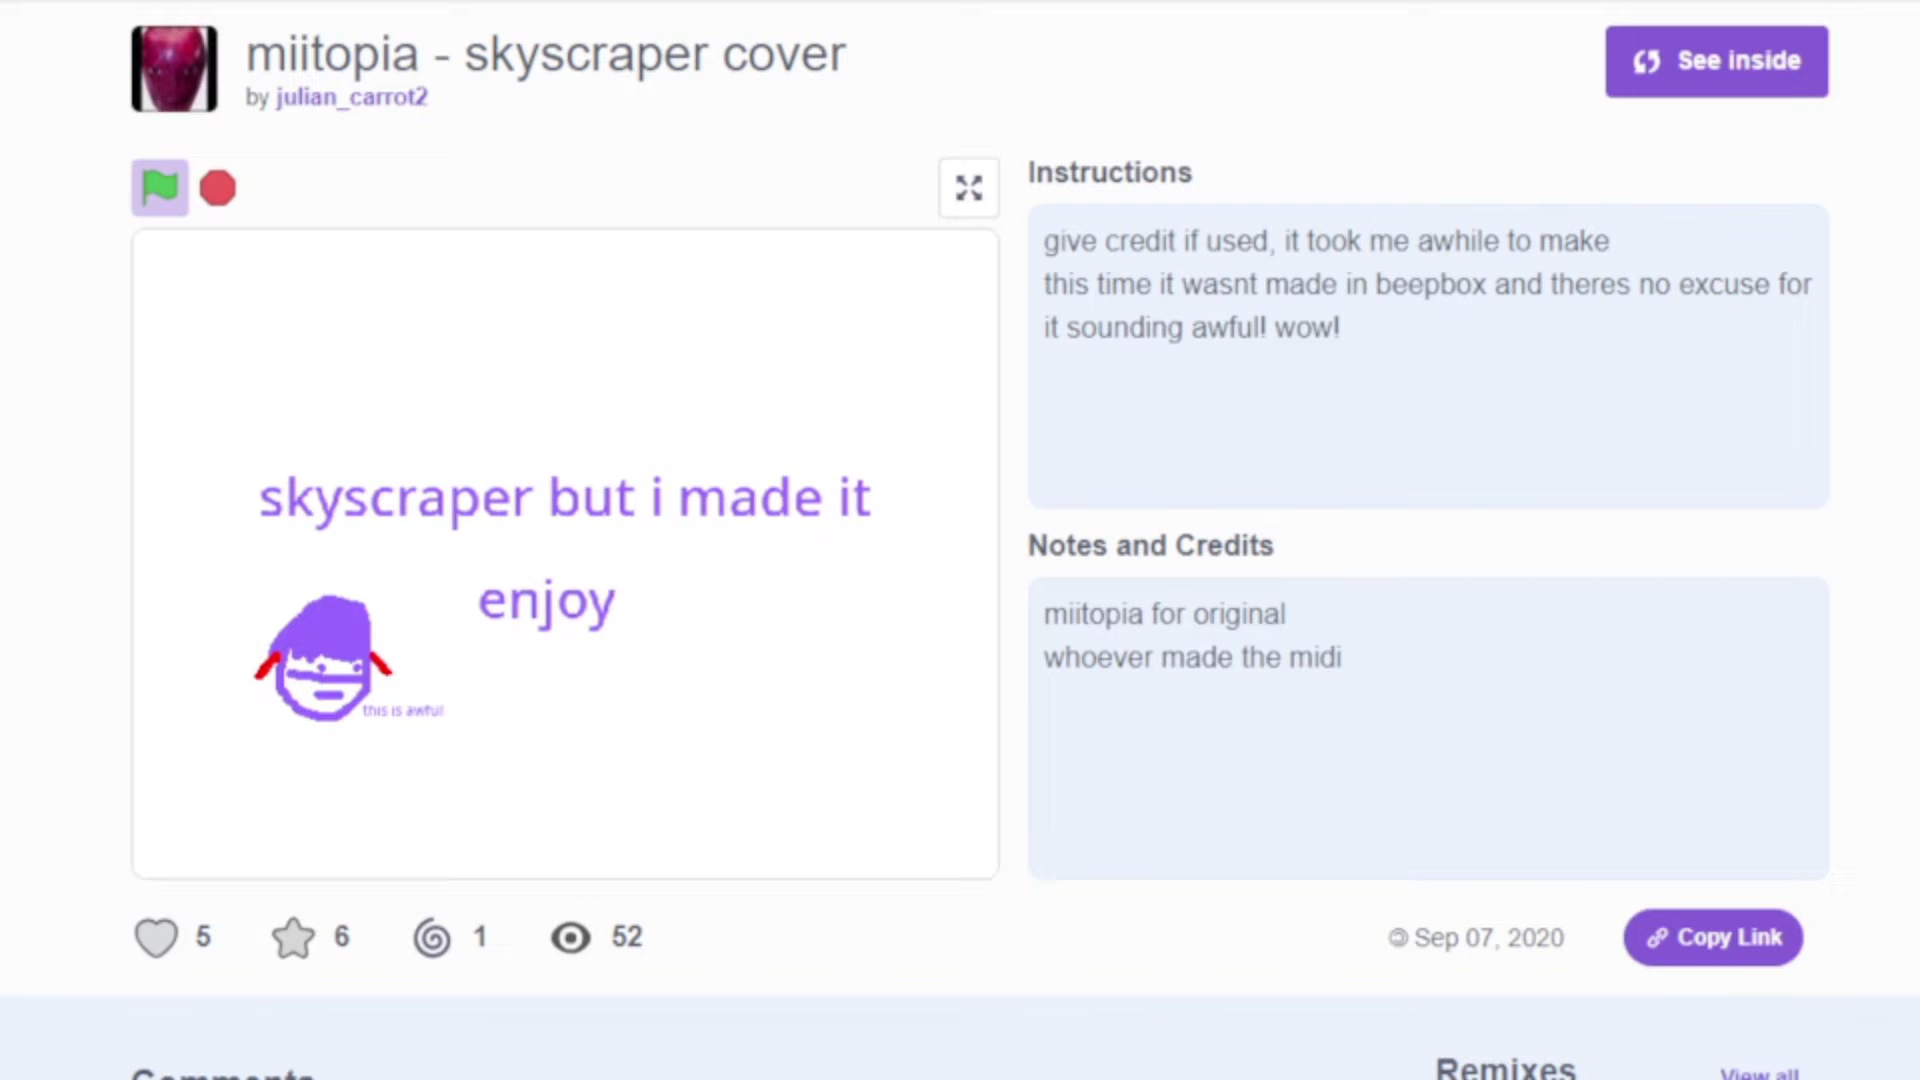 miitopia - skyscraper cover
by julian_carrot2
See inside
Instructions
give credit if used, it took me awhile to make
this time it wasnt made in beepbox and theres no excuse for
it sounding awful! wow!
skyscraper but i made it
enjoy
this is awful
Notes and Credits
miitopia for original
whoever made the midi
5
6
1
52
Sep 07, 2020
Copy Link
Comments
Remixes
View all